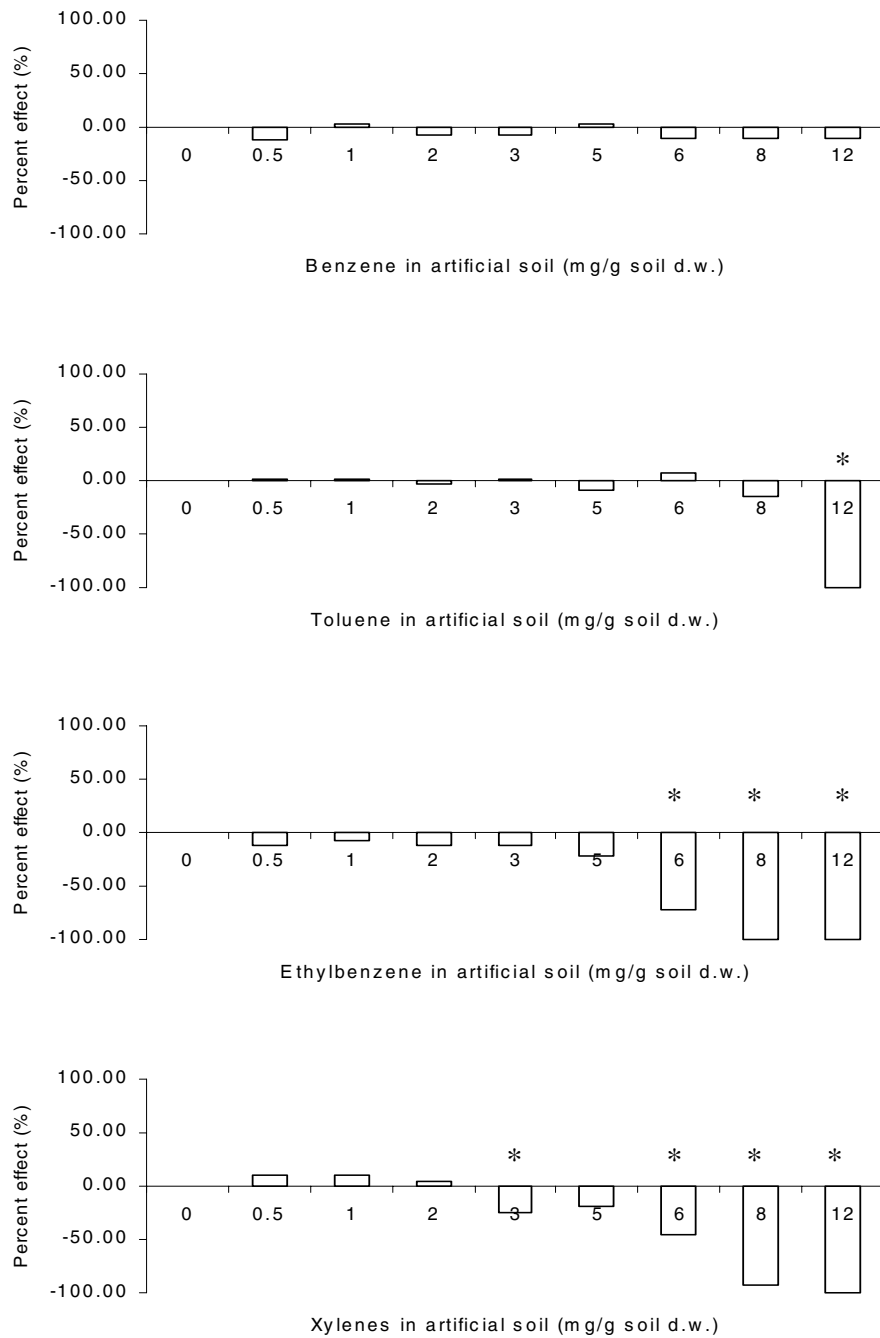 100.00
50.00
0.00
-50.00
-100.00
Percent effect (%)
0 0.5 1 2 3 5 6 8 12
Benzene in artificial soil (mg/g soil d.w.)
100.00
50.00
0.00
-50.00
-100.00
Percent effect (%)
*
0 0.5 1 2 3 5 6 8 12
Toluene in artificial soil (mg/g soil d.w.)
100.00
50.00
0.00
-50.00
-100.00
Percent effect (%)
* * *
0 0.5 1 2 3 5 6 8 12
Ethylbenzene in artificial soil (mg/g soil d.w.)
100.00
50.00
0.00
-50.00
-100.00
Percent effect (%)
* * * *
0 0.5 1 2 3 5 6 8 12
Xylenes in artificial soil (mg/g soil d.w.)